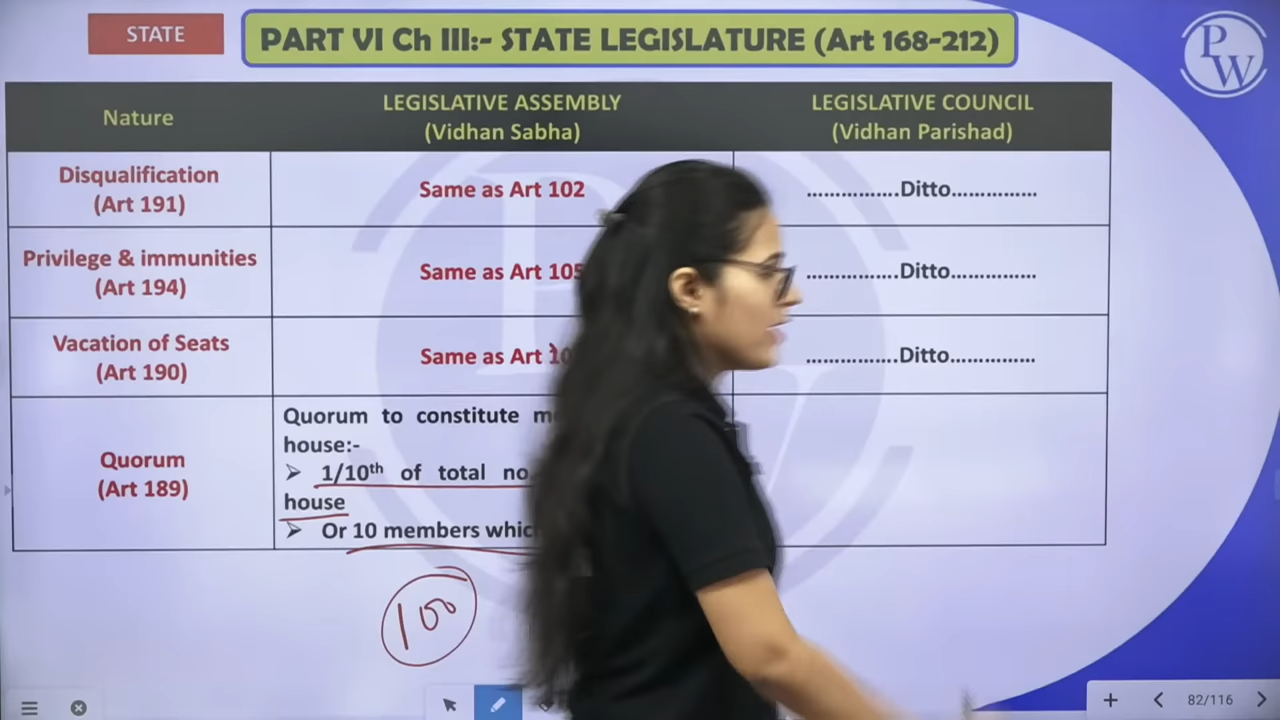 STATE
PART VI Ch III:- STATE LEGISLATURE (Art 168-212)
PW
Nature
LEGISLATIVE ASSEMBLY
(Vidhan Sabha)
LEGISLATIVE COUNCIL
(Vidhan Parishad)
Disqualification
(Art 191)
Same as Art 102
...............Ditto..............
Privilege & immunities
(Art 194)
Same as Art 105
...............Ditto..............
Vacation of Seats
(Art 190)
Same as Art
...............Ditto..............
Quorum
(Art 189)
Quorum to constitute
house:-
➤ 1/10th of total no.
house
➤ Or 10 members
100
82/116